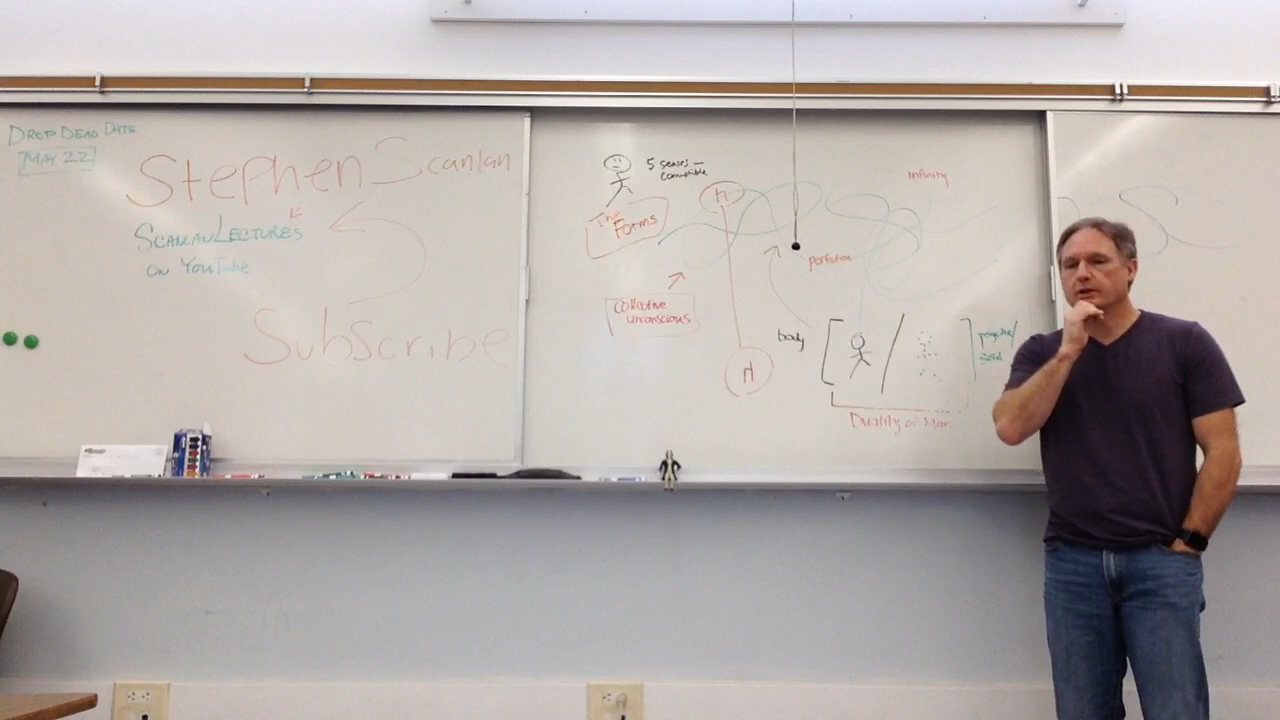 DROP DEAD DATE
MAY 22
Stephen Scanlan
SCANLANLECTURES
ON YOUTUBE
Subscribe
5 senses –
The
Forms
H
infinity
perfection
Collective
Unconscious
H
body
psyche/
soul
Duality of Man